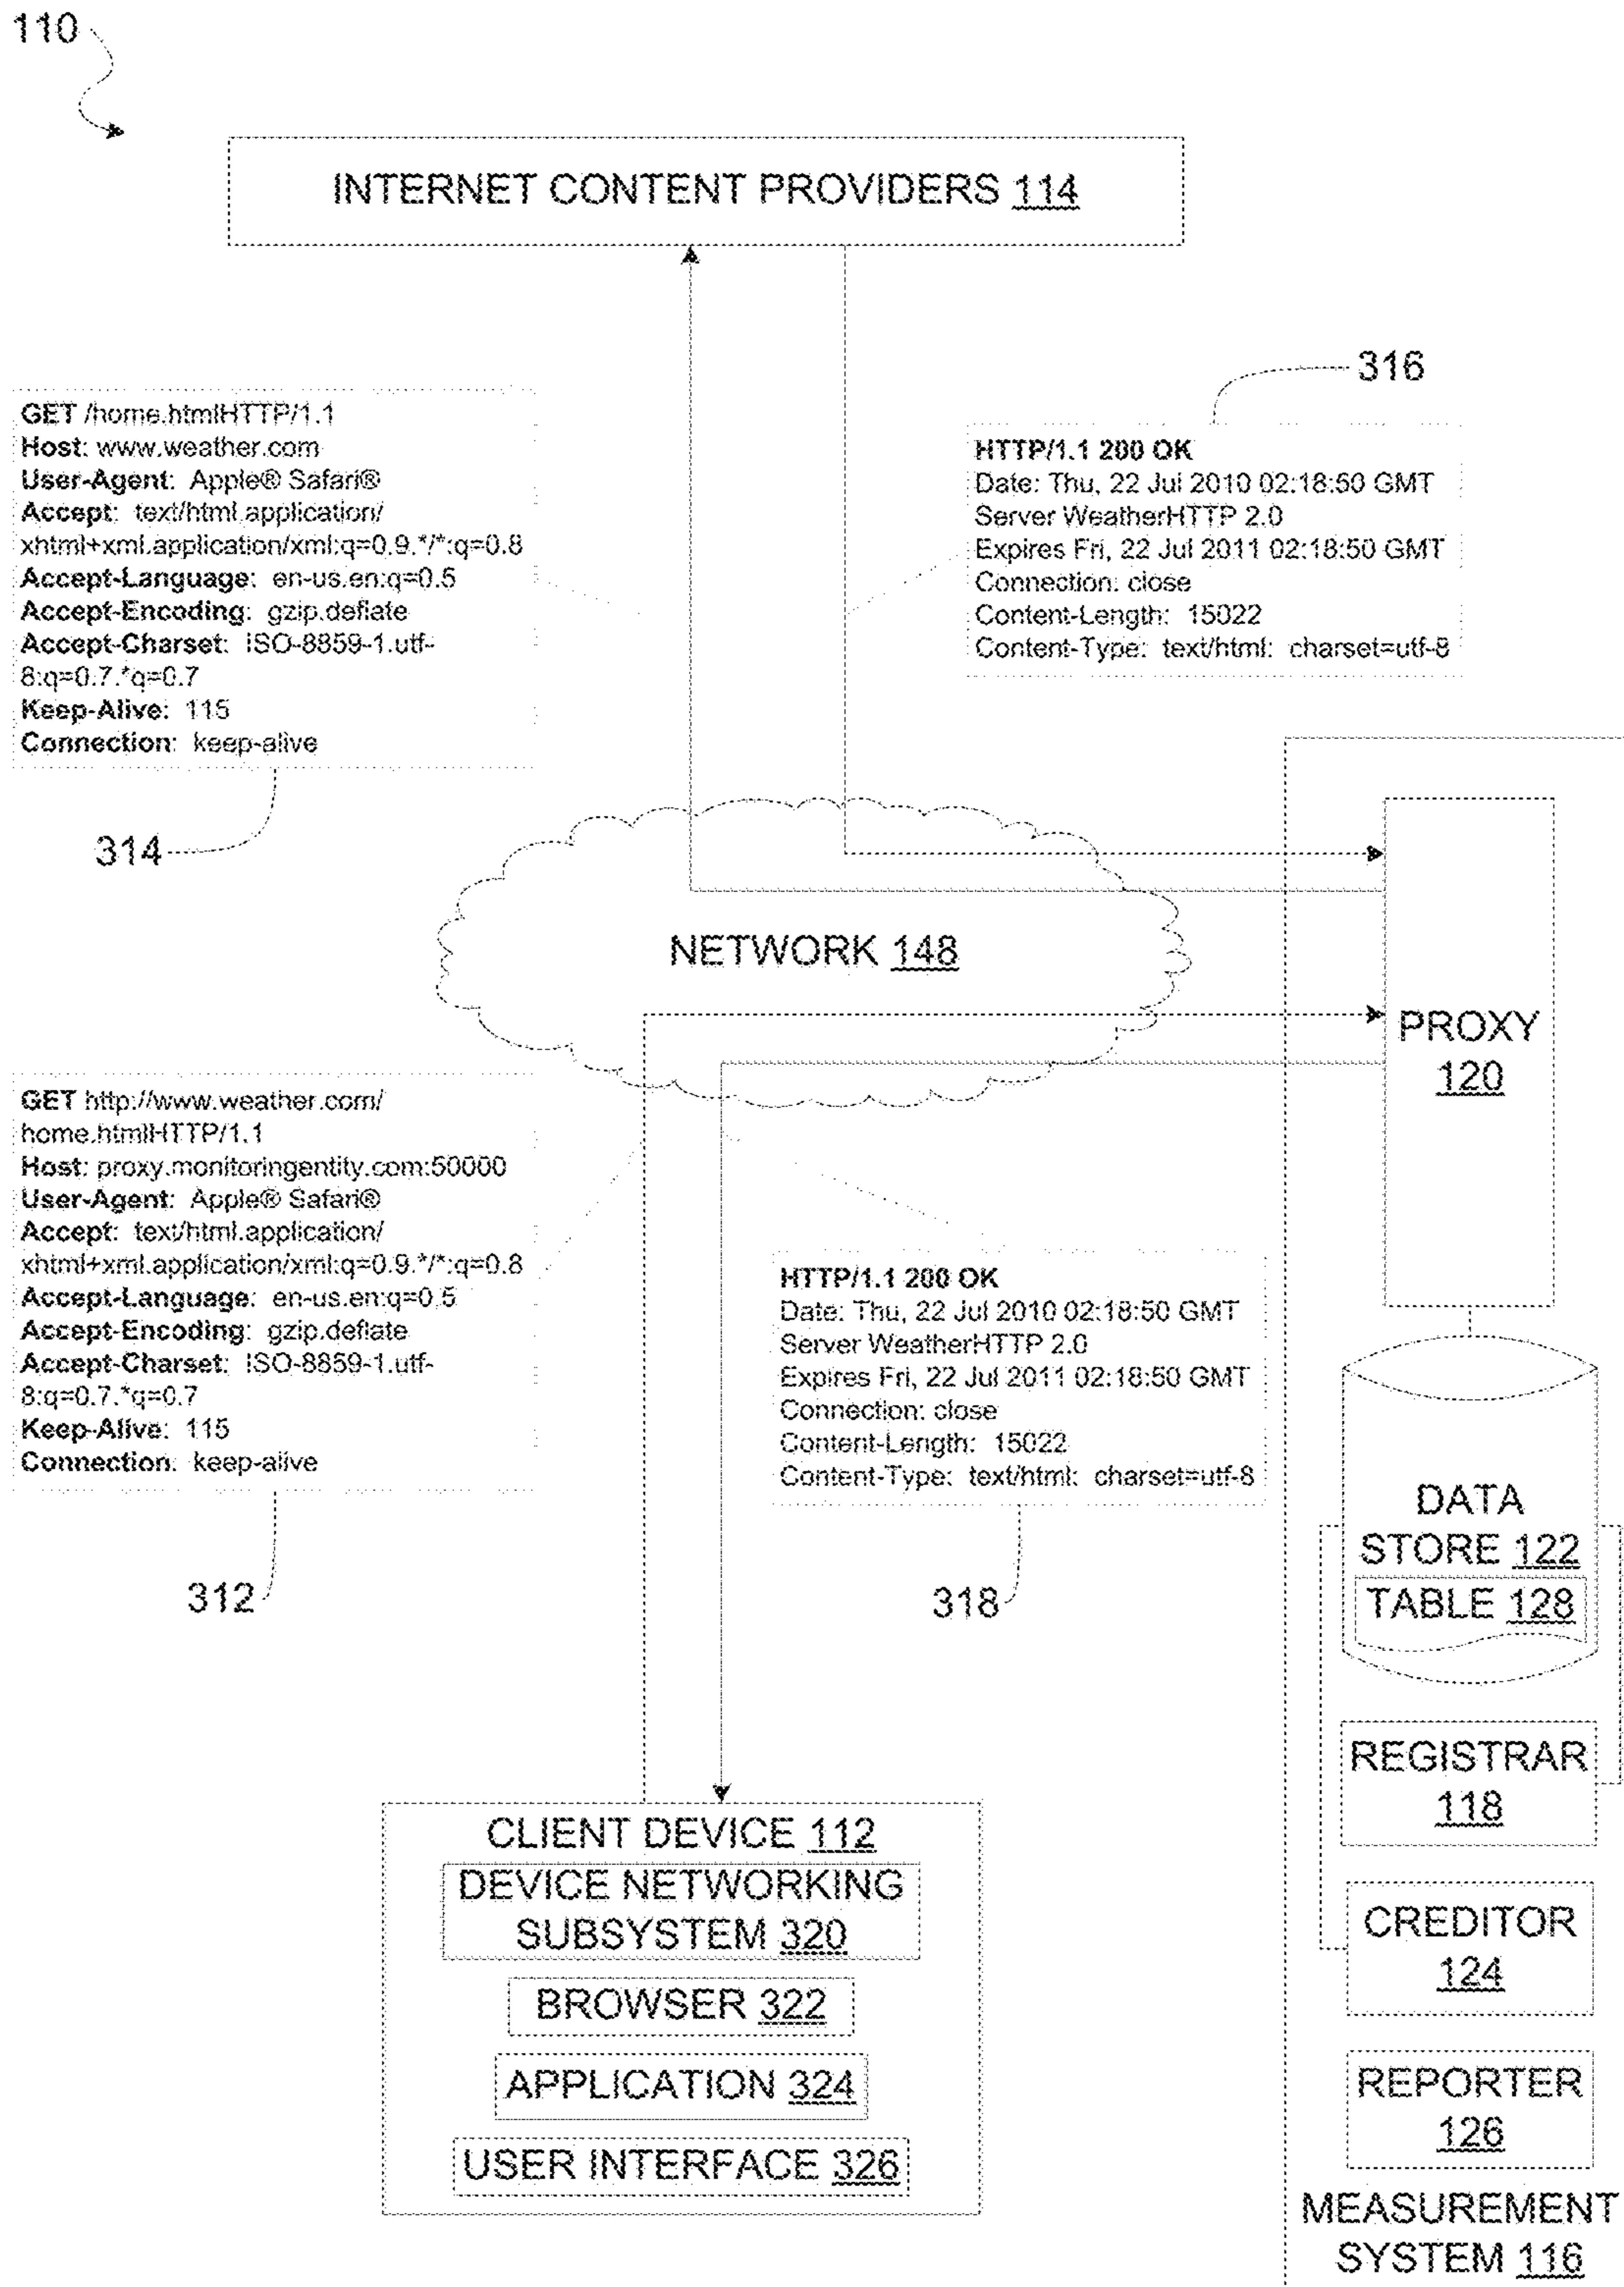 110
INTERNET CONTENT PROVIDERS 114
316
GET /home.htmlHTTP/1.1
Host: www.weather.com
User-Agent: Apple® Safari®
Accept: text/html.application/
xhtml+xml.application/xml:q=0.9.*/*:q=0.8
Accept-Language: en-us.en:q=0.5
Accept-Encoding: gzip.deflate
Accept-Charset: ISO-8859-1.utf-
8:q=0.7.*q=0.7
Keep-Alive: 115
Connection: keep-alive
314
HTTP/1.1 200 OK
Date: Thu, 22 Jul 2010 02:18:50 GMT
Server WeatherHTTP 2.0
Expires Fri, 22 Jul 2011 02:18:50 GMT
Connection: close
Content-Length: 15022
Content-Type: text/html: charset=utf-8
NETWORK 148
PROXY
120
GET http://www.weather.com/
home.htmlHTTP/1.1
Host: proxy.monitoringentity.com:50000
User-Agent: Apple® Safari®
Accept: text/html.application/
xhtml+xml.application/xml:q=0.9.*/*:q=0.8
Accept-Language: en-us.en:q=0.5
Accept-Encoding: gzip.deflate
Accept-Charset: ISO-8859-1.utf-
8:q=0.7.*q=0.7
Keep-Alive: 115
Connection: keep-alive
312
HTTP/1.1 200 OK
Date: Thu, 22 Jul 2010 02:18:50 GMT
Server WeatherHTTP 2.0
Expires Fri, 22 Jul 2011 02:18:50 GMT
Connection: close
Content-Length: 15022
Content-Type: text/html: charset=utf-8
318
DATA
STORE 122
TABLE 128
REGISTRAR
118
CREDITOR
124
REPORTER
126
MEASUREMENT
SYSTEM 116
CLIENT DEVICE 112
DEVICE NETWORKING
SUBSYSTEM 320
BROWSER 322
APPLICATION 324
USER INTERFACE 326